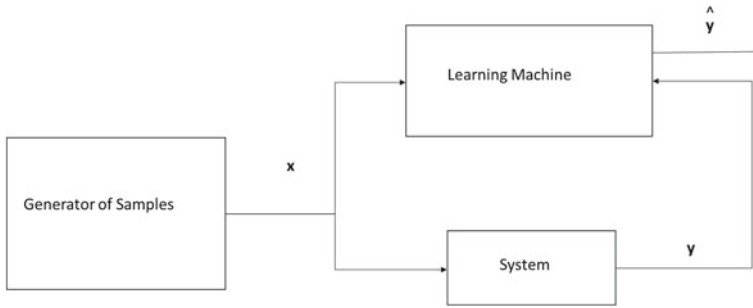 ^
y
Learning Machine
x
Generator of Samples
System
y